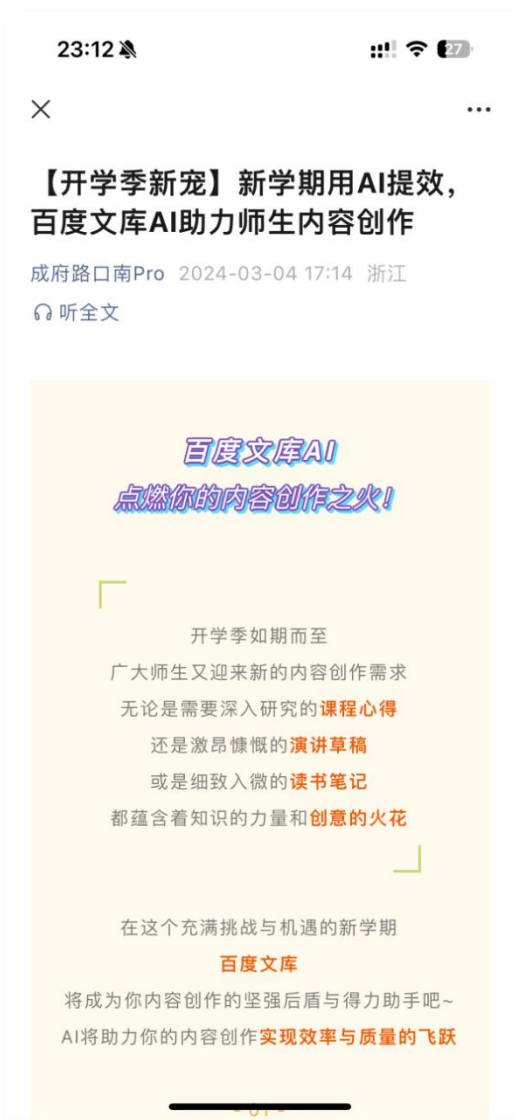 23:12
27
【开学季新宠】新学期用AI提效，
百度文库AI助力师生内容创作
成府路口南Pro 2024-03-04 17:14 浙江
听全文
百度文库AI
点燃你的内容创作之火！
开学季如期而至
广大师生又迎来新的内容创作需求
无论是需要深入研究的课程心得
还是激昂慷慨的演讲草稿
或是细致入微的读书笔记
都蕴含着知识的力量和创意的火花
在这个充满挑战与机遇的新学期
百度文库
将成为你内容创作的坚强后盾与得力助手吧~
AI将助力你的内容创作实现效率与质量的飞跃